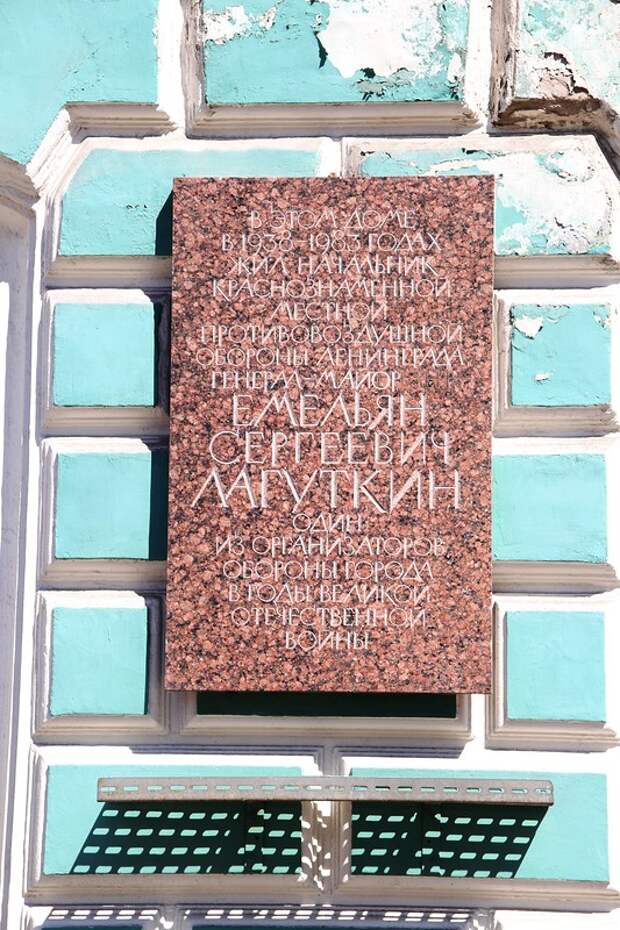 В ЭТОМ ДОМЕ
В 1938–1983 ГОДАХ
ЖИЛ НАЧАЛЬНИК
КРАСНОЗНАМЕННОЙ
МЕСТНОЙ
ПРОТИВОВОЗДУШНОЙ
ОБОРОНЫ ЛЕНИНГРАДА
ГЕНЕРАЛ–МАЙОР
ЕМЕЛЬЯН
СЕРГЕЕВИЧ
ЛАГУТКИН
ОДИН
ИЗ ОРГАНИЗАТОРОВ
ОБОРОНЫ ГОРОДА
В ГОДЫ ВЕЛИКОЙ
ОТЕЧЕСТВЕННОЙ
ВОЙНЫ